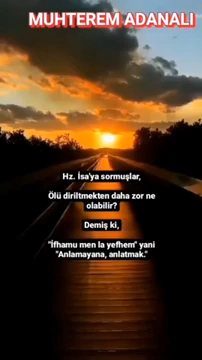 MUHTEREM ADANALI
Hz. İsa'ya sormuşlar,
Ölü diriltmekten daha zor ne
olabilir?
Demiş ki,
"İfhamu men la yefhem" yani
"Anlamayana, anlatmak."